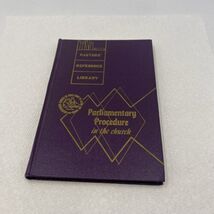 PASTORS'
REFERENCE
LIBRARY
Parliamentary
Procedure
in the church